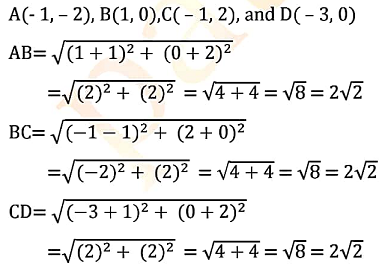 A(- 1, – 2), B(1, 0),C( – 1, 2), and D( – 3, 0)
AB= √(1 + 1)² + (0 + 2)²
=√(2)² + (2)² = √4 + 4 = √8 = 2√2
BC= √(−1 − 1)² + (2 + 0)²
=√(−2)² + (2)² = √4 + 4 = √8 = 2√2
CD= √(−3 + 1)² + (0 + 2)²
=√(2)² + (2)² = √4 + 4 = √8 = 2√2